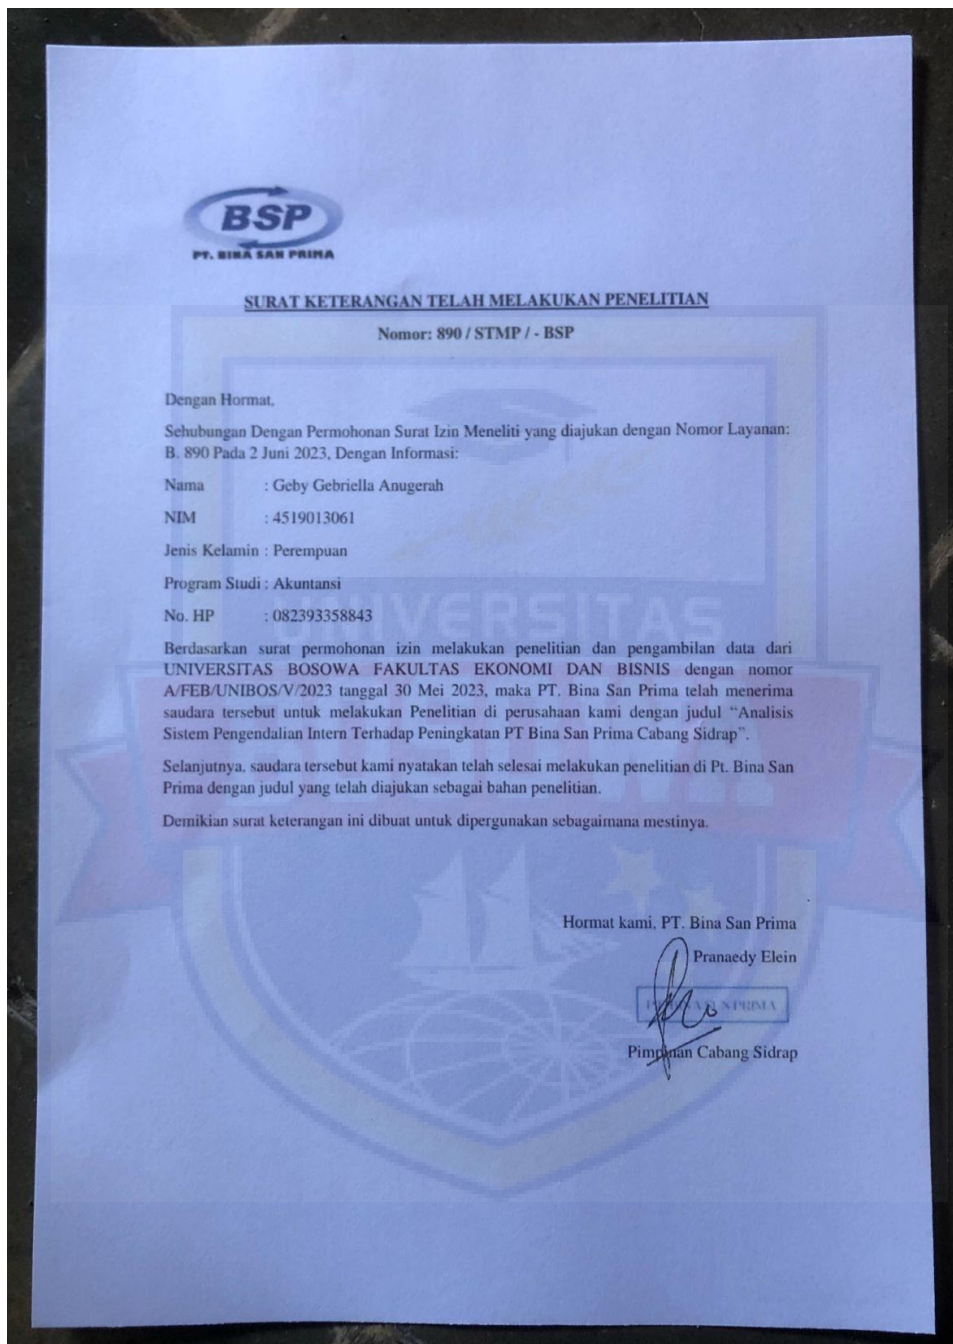 BSP
PT. BINA SAN PRIMA
SURAT KETERANGAN TELAH MELAKUKAN PENELITIAN
Nomor: 890 / STMP / - BSP
Dengan Hormat,
Sehubungan Dengan Permohonan Surat Izin Meneliti yang diajukan dengan Nomor Layanan:
B. 890 Pada 2 Juni 2023, Dengan Informasi:
Nama : Geby Gebriella Anugerah
NIM : 4519013061
Jenis Kelamin : Perempuan
Program Studi : Akuntansi
No. HP : 082393358843
UNIVERSITAS
Berdasarkan surat permohonan izin melakukan penelitian dan pengambilan data dari
UNIVERSITAS BOSOWA FAKULTAS EKONOMI DAN BISNIS dengan nomor
A/FEB/UNIBOS/V/2023 tanggal 30 Mei 2023, maka PT. Bina San Prima telah menerima
saudara tersebut untuk melakukan Penelitian di perusahaan kami dengan judul “Analisis
Sistem Pengendalian Intern Terhadap Peningkatan PT Bina San Prima Cabang Sidrap”.
BOSOWA
Selanjutnya, saudara tersebut kami nyatakan telah selesai melakukan penelitian di Pt. Bina San
Prima dengan judul yang telah diajukan sebagai bahan penelitian.
Demikian surat keterangan ini dibuat untuk dipergunakan sebagaimana mestinya.
Hormat kami, PT. Bina San Prima
Pranaedy Elein
PRIMA
Pimpinan Cabang Sidrap